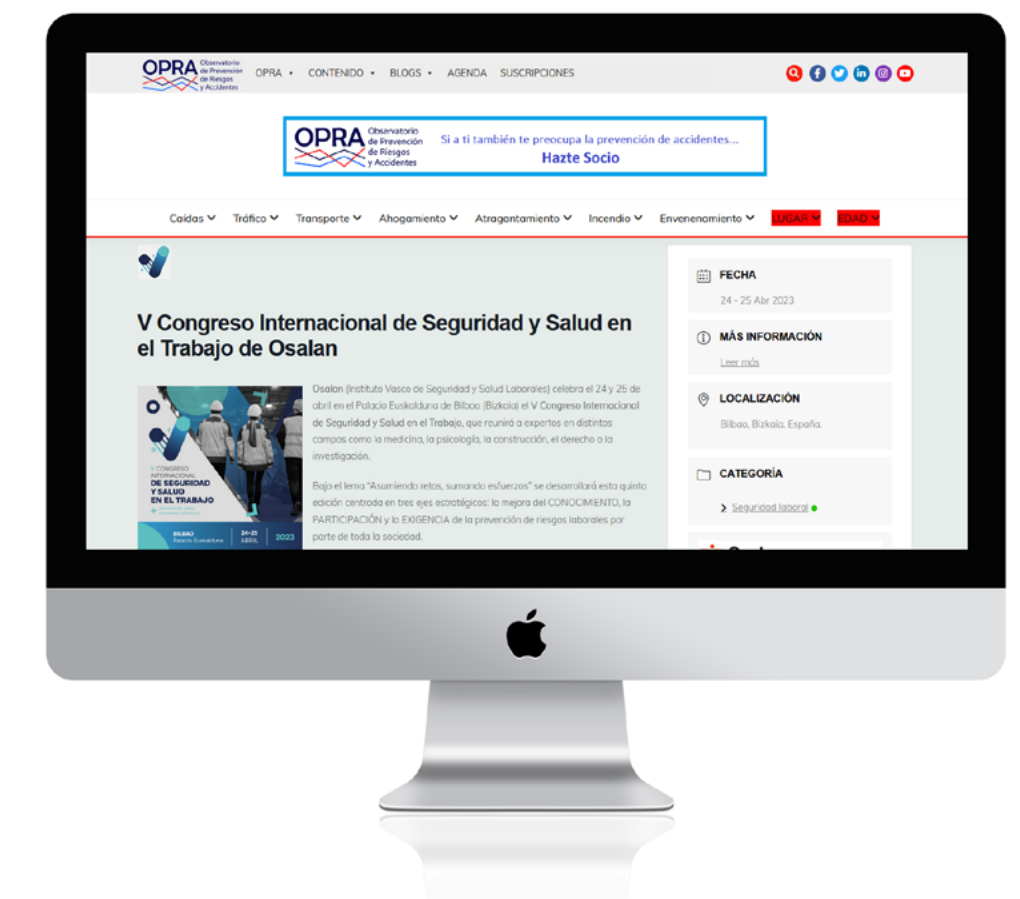 OPRA
Observatorio
de Prevención
de Riesgos
y Accidentes
OPRA
CONTENIDO
BLOGS
AGENDA
SUSCRIPCIONES
OPRA
Observatorio
de Prevención
de Riesgos
y Accidentes
Si a ti también te preocupa la prevención de accidentes...
Hazte Socio
Caídas
Tráfico
Transporte
Ahogamiento
Atragantamiento
Incendio
Envenenamiento
LUGAR
EDAD
V Congreso Internacional de Seguridad y Salud en
el Trabajo de Osalan
V CONGRESO
INTERNACIONAL
DE SEGURIDAD
Y SALUD
EN EL TRABAJO
BILBAO
Palacio Euskalduna
24-25
ABRIL
2023
Osalan (Instituto Vasco de Seguridad y Salud Laborales) celebra el 24 y 25 de
abril en el Palacio Euskalduna de Bilbao (Bizkaia) el V Congreso Internacional
de Seguridad y Salud en el Trabajo, que reunirá a expertos en distintos
campos como la medicina, la psicología, la construcción, el derecho o la
investigación.
Bajo el lema "Asumiendo retos, sumando esfuerzos" se desarrollará esta quinta
edición centrada en tres ejes estratégicos: la mejora del CONOCIMIENTO, la
PARTICIPACIÓN y la EXIGENCIA de la prevención de riesgos laborales por
parte de toda la sociedad.
FECHA
24 - 25 Abr 2023
MÁS INFORMACIÓN
Leer más
LOCALIZACIÓN
Bilbao, Bizkaia, España.
CATEGORÍA
Seguridad laboral